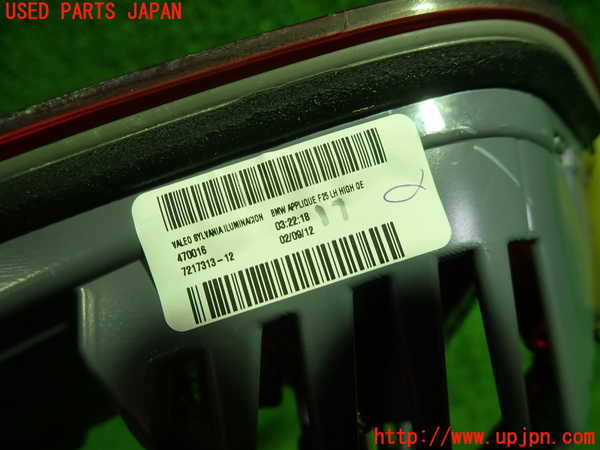 USED PARTS JAPAN
VALEO SYLVANIA ILUMINACION BMW APPLIQUE F25 LH HIGH OE
470016 03:22:18 11
7217313-12 02/09/12
http://www.upjpn.com/